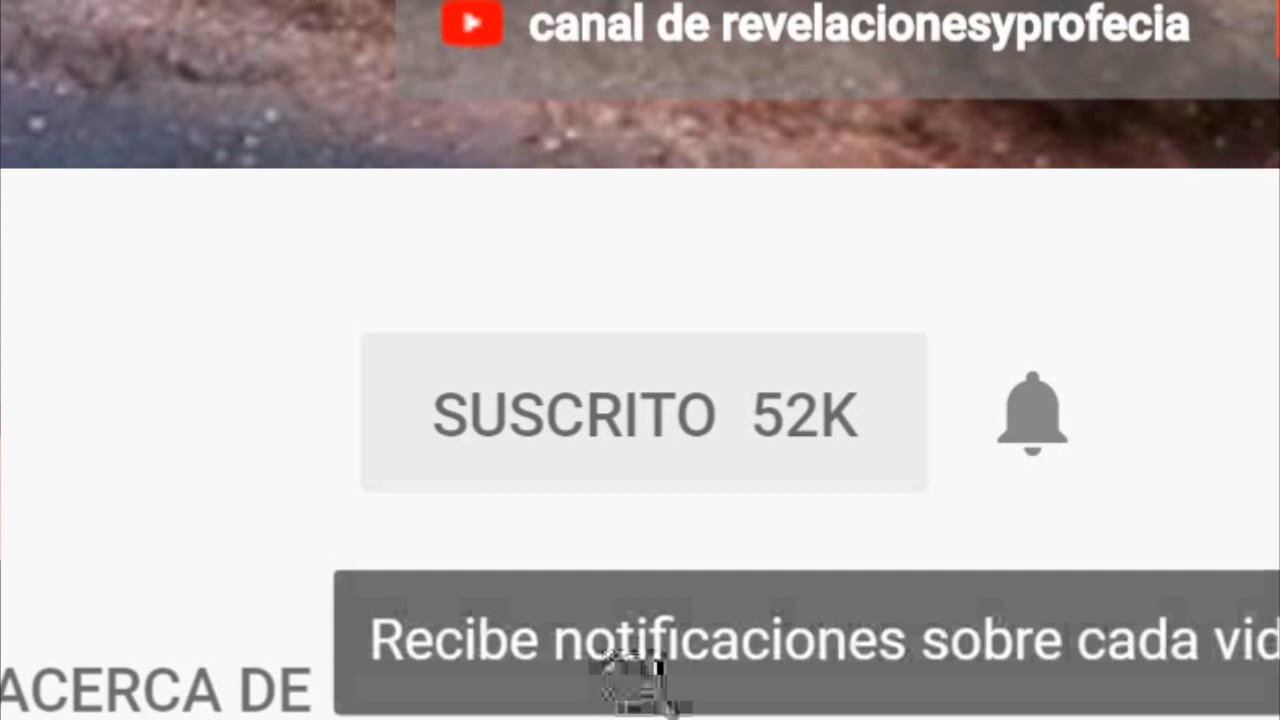 canal de revelacionesyprofecia
SUSCRITO 52K
Recibe notificaciones sobre cada vid
ACERCA DE